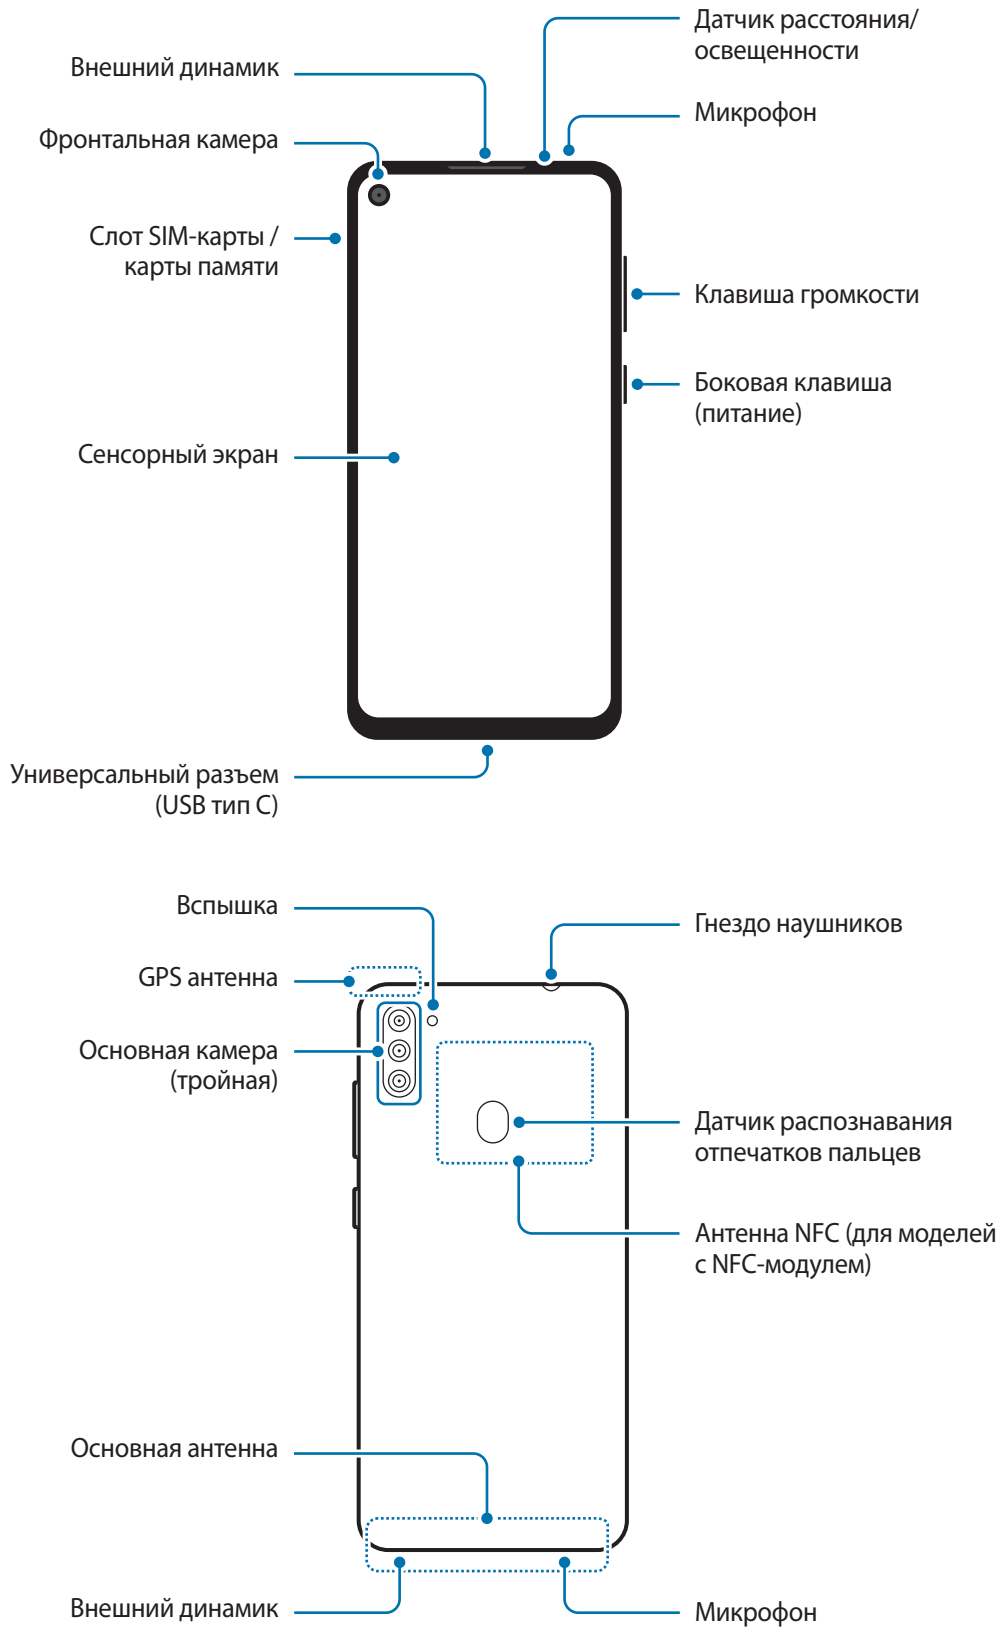 Датчик расстояния/
освещенности
Внешний динамик
Микрофон
Фронтальная камера
Слот SIM-карты /
карты памяти
Клавиша громкости
Боковая клавиша
(питание)
Сенсорный экран
Универсальный разъем
(USB тип C)
Вспышка
Гнездо наушников
GPS антенна
Основная камера
(тройная)
Датчик распознавания
отпечатков пальцев
Антенна NFC (для моделей
с NFC-модулем)
Основная антенна
Внешний динамик
Микрофон